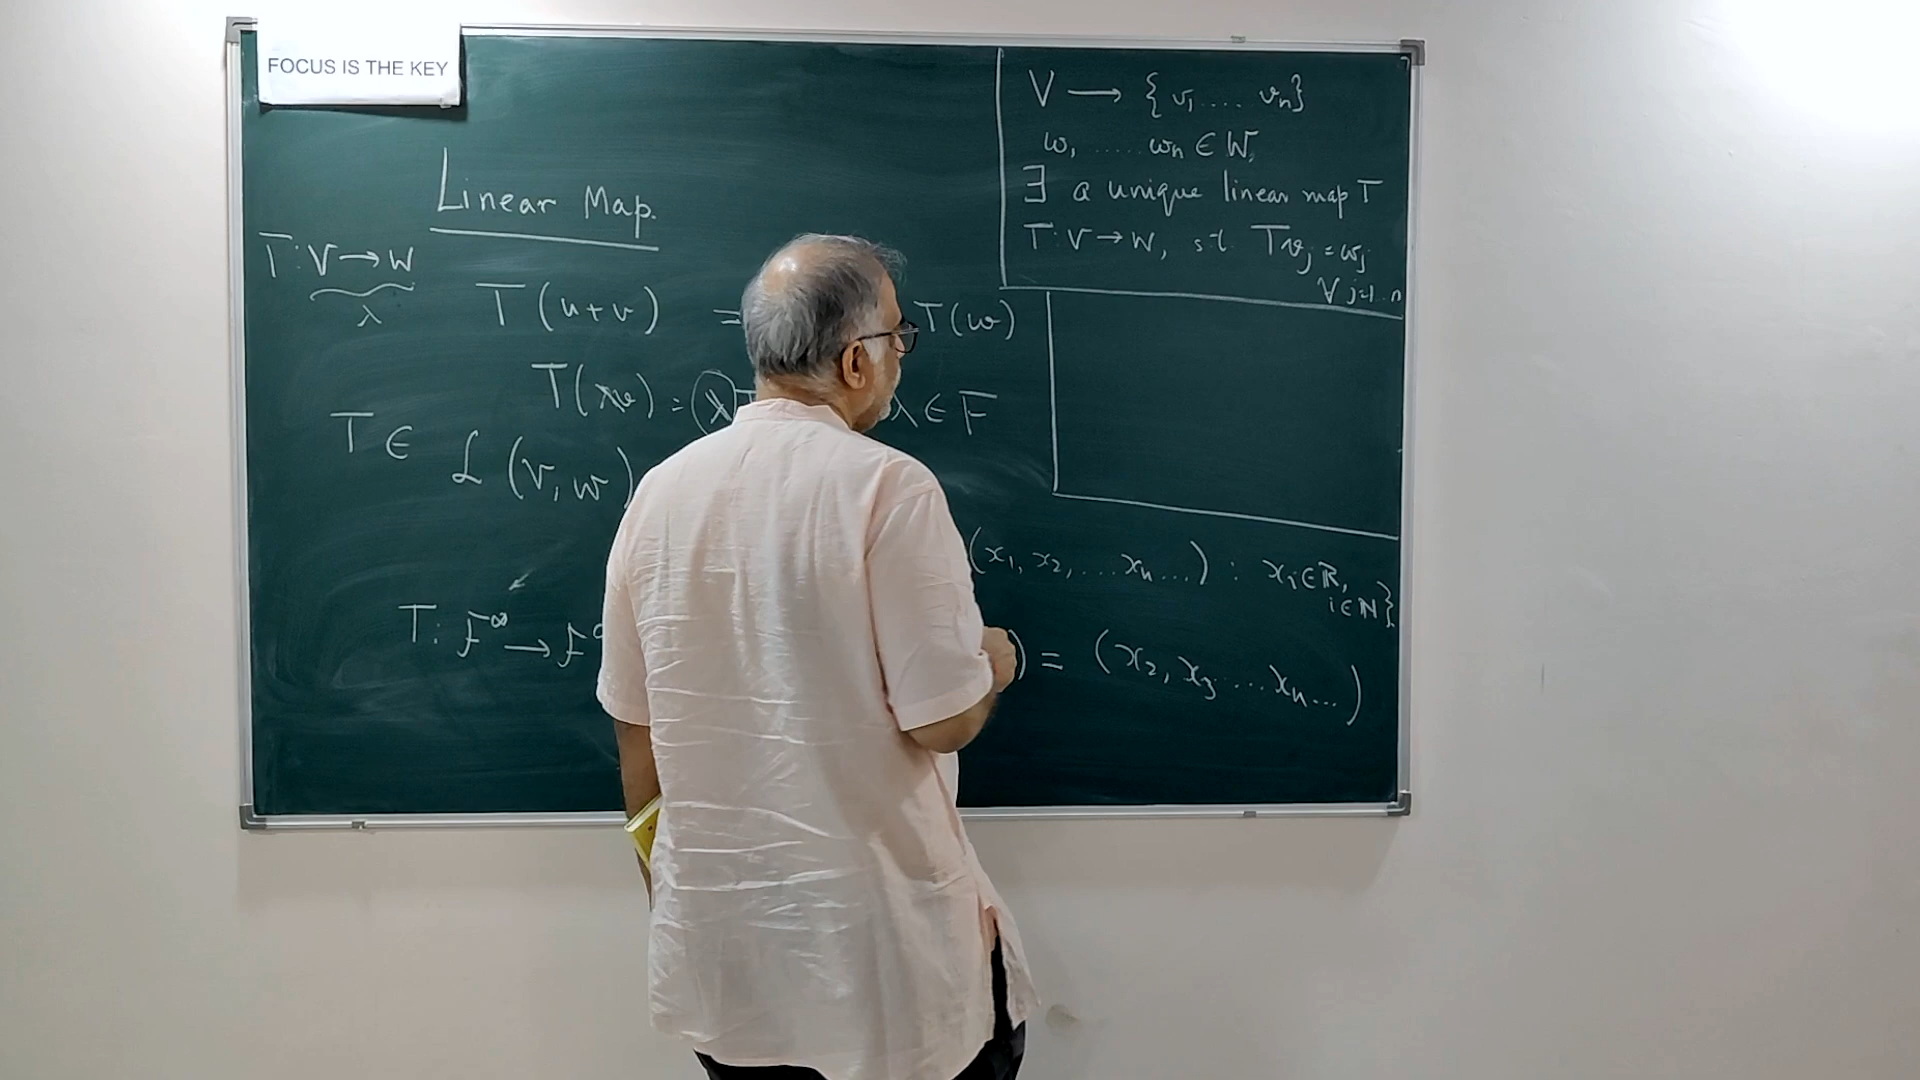 FOCUS IS THE KEY
Linear Map.
T: V → W
λ
T(u+v) = T(w)
T(λv) = λ λ ∈ F
T ∈ ℒ(V, W)
T: F^∞ → F
(x₁, x₂, ... xₙ ...) : xᵢ ∈ ℝ,
i ∈ ℕ}
) = (x₂, x₃ .... xₙ ...)
V → {v₁ .... vₙ}
w₁ ..... wₙ ∈ W,
∃ a unique linear map T
T: V → W, s.t. Tvⱼ = wⱼ
∀ j=1..n